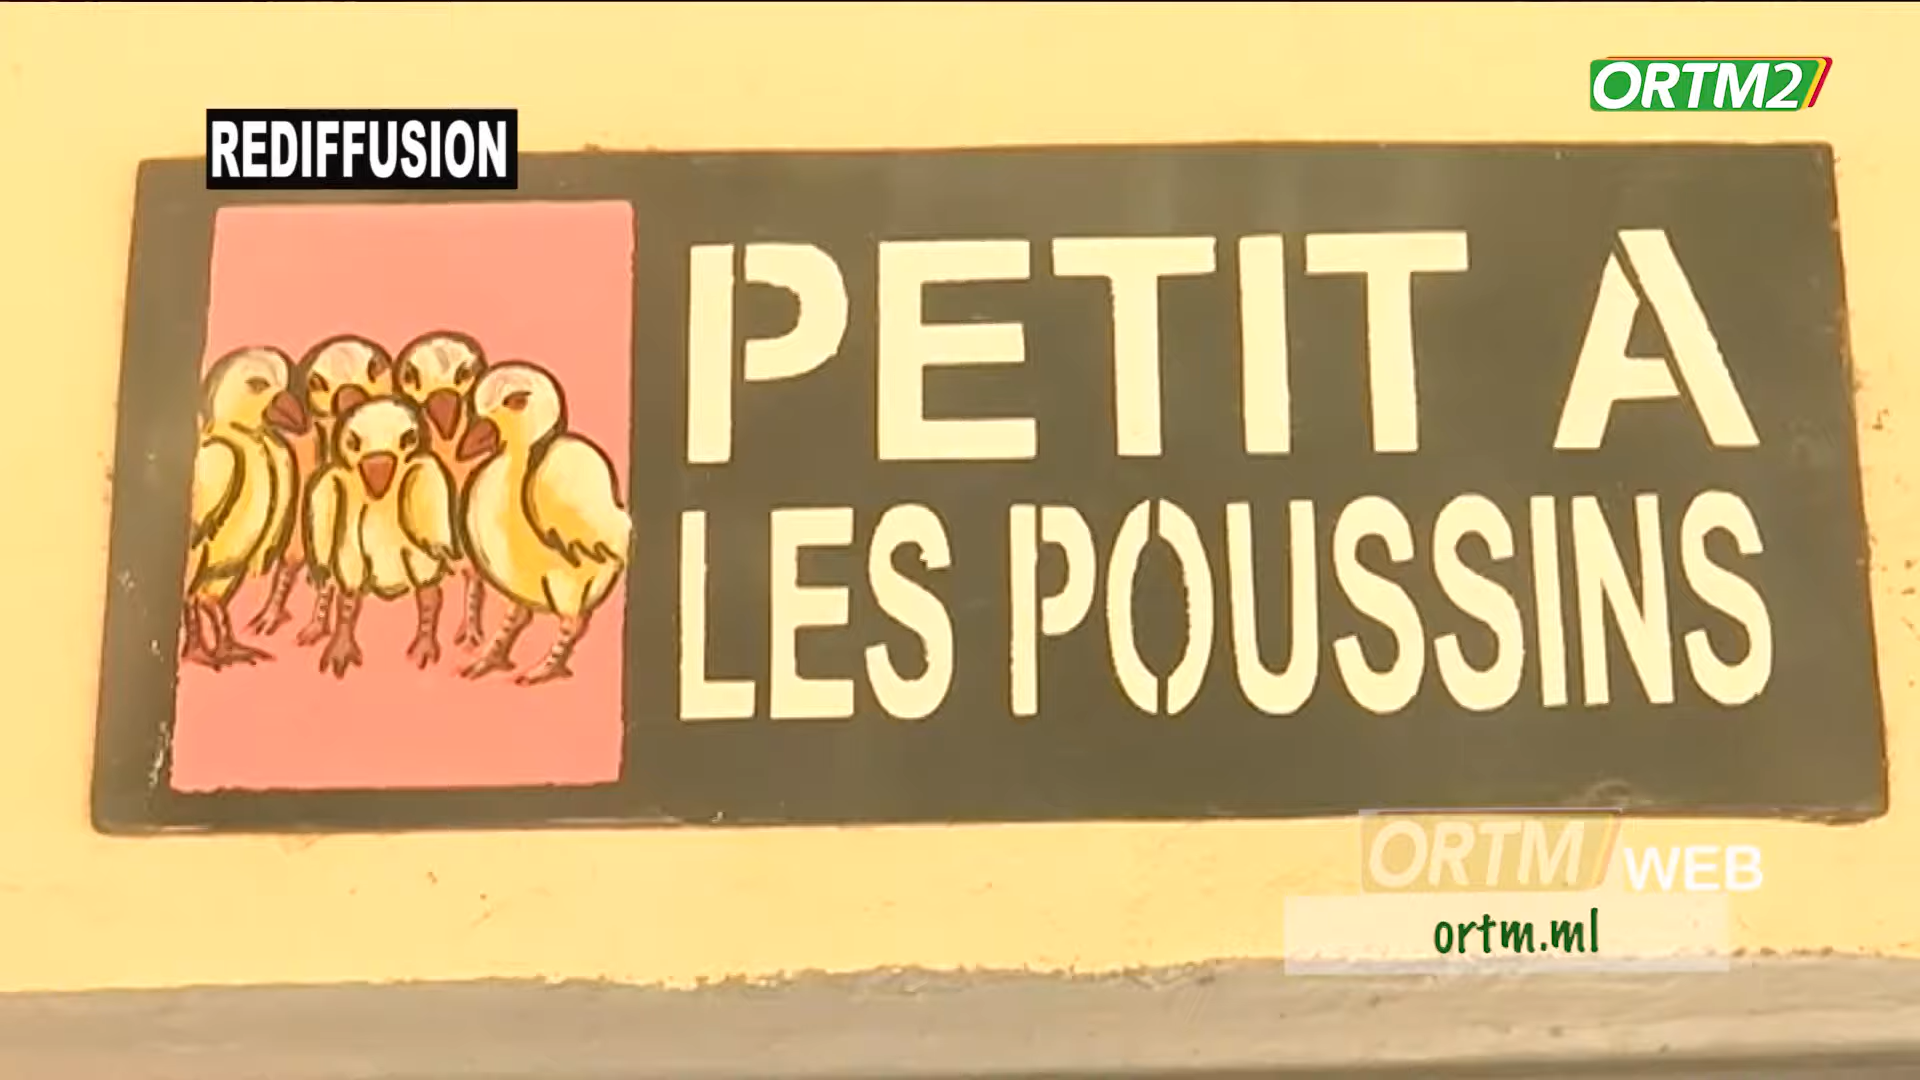 ORTM2
REDIFFUSION
PETIT A
LES POUSSINS
ORTM WEB
ortm.ml